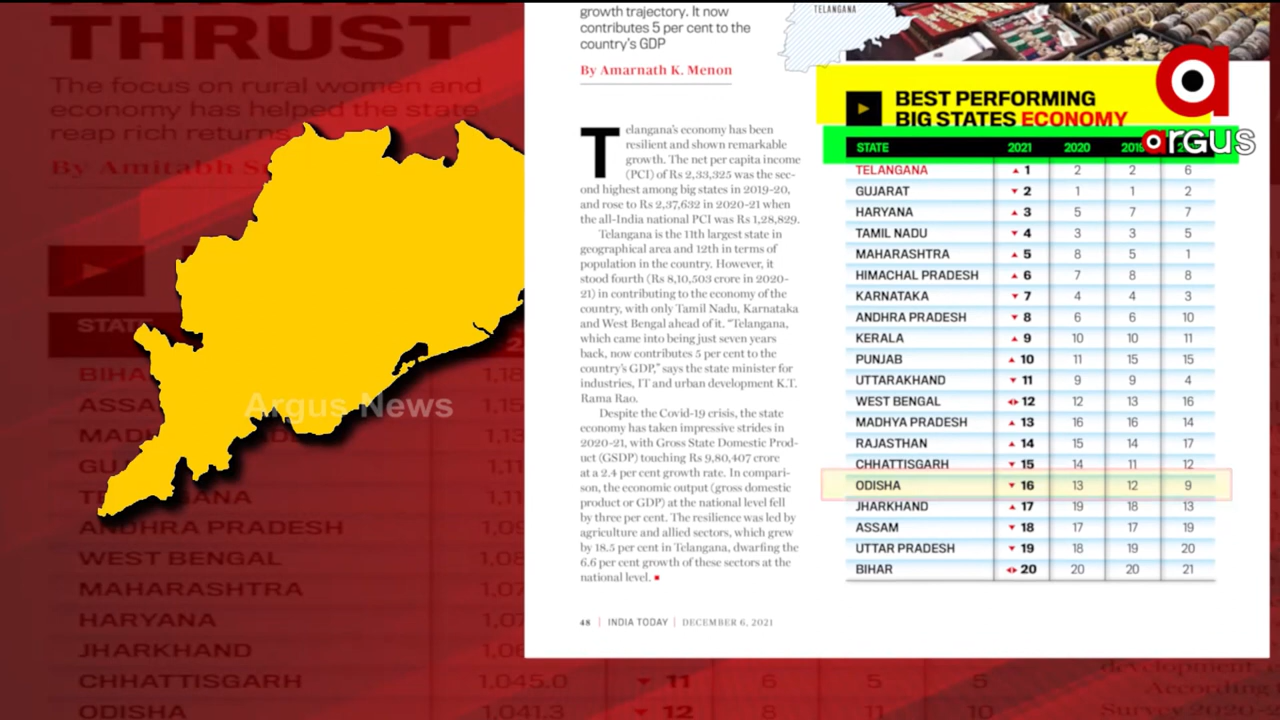 THRUST
The focus on rural women and
economy has helped the state
reap rich returns
By Amitabh S
STATE
BIHA
ASSA
MAD
GU
TE GANA
ANDHRA PRADESH
WEST BENGAL
MAHARASHTRA
HARYANA
JHARKHAND
CHHATTISGARH 1,045.0 11 6 5 5
ODISHA 1,041.3 12 8 11 10
Argus News
growth trajectory. It now
contributes 5 per cent to the
country's GDP
By Amarnath K. Menon
TELANGANA
Telangana's economy has been
resilient and shown remarkable
growth. The net per capita income
(PCI) of Rs 2,33,325 was the sec-
ond highest among big states in 2019-20,
and rose to Rs 2,37,632 in 2020-21 when
the all-India national PCI was Rs 1,28,829.
Telangana is the 11th largest state in
geographical area and 12th in terms of
population in the country. However, it
stood fourth (Rs 8,10,503 crore in 2020-
21) in contributing to the economy of the
country, with only Tamil Nadu, Karnataka
and West Bengal ahead of it. "Telangana,
which came into being just seven years
back, now contributes 5 per cent to the
country's GDP," says the state minister for
industries, IT and urban development K.T.
Rama Rao.
Despite the Covid-19 crisis, the state
economy has taken impressive strides in
2020-21, with Gross State Domestic Prod-
uct (GSDP) touching Rs 9,80,407 crore
at a 2.4 per cent growth rate. In compari-
son, the economic output (gross domestic
product or GDP) at the national level fell
by three per cent. The resilience was led by
agriculture and allied sectors, which grew
by 18.5 per cent in Telangana, dwarfing the
6.6 per cent growth of these sectors at the
national level.
48 | INDIA TODAY | DECEMBER 6, 2021
BEST PERFORMING
BIG STATES ECONOMY
argus
STATE 2021 2020 2019
TELANGANA 1 2 2 6
GUJARAT 2 1 1 2
HARYANA 3 5 7 7
TAMIL NADU 4 3 3 5
MAHARASHTRA 5 8 5 1
HIMACHAL PRADESH 6 7 8 8
KARNATAKA 7 4 4 3
ANDHRA PRADESH 8 6 6 10
KERALA 9 10 10 11
PUNJAB 10 11 15 15
UTTARAKHAND 11 9 9 4
WEST BENGAL 12 12 13 16
MADHYA PRADESH 13 16 16 14
RAJASTHAN 14 15 14 17
CHHATTISGARH 15 14 11 12
ODISHA 16 13 12 9
JHARKHAND 17 19 18 13
ASSAM 18 17 17 19
UTTAR PRADESH 19 18 19 20
BIHAR 20 20 20 21